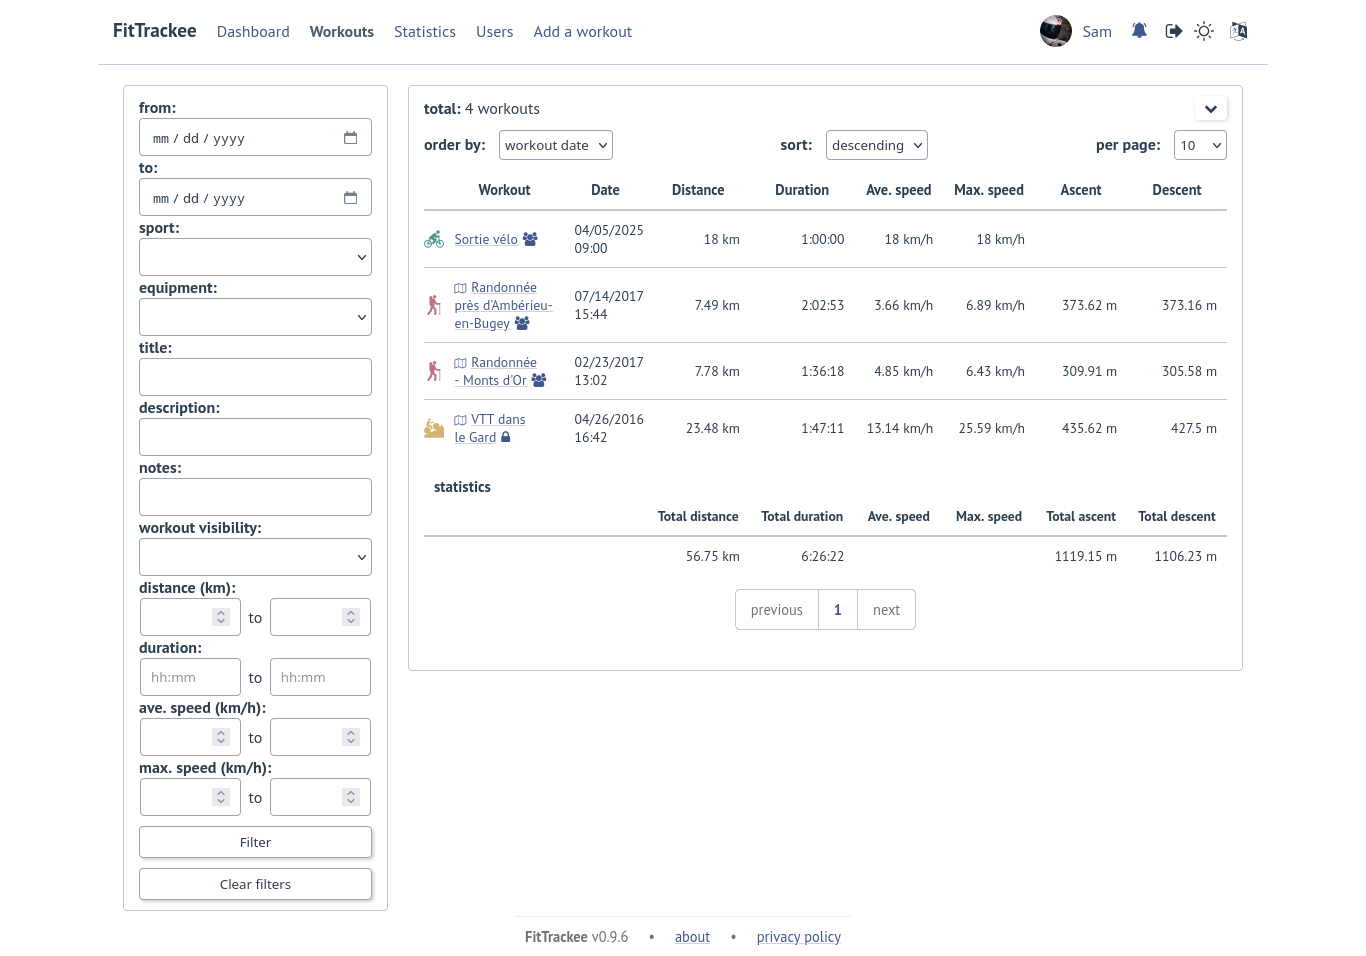 FitTrackee Dashboard Workouts Statistics Users Add a workout Sam
from:
mm / dd / yyyy
to:
mm / dd / yyyy
sport:
equipment:
title:
description:
notes:
workout visibility:
distance (km):
to
duration:
hh:mm to hh:mm
ave. speed (km/h):
to
max. speed (km/h):
to
Filter
Clear filters
total: 4 workouts
order by: workout date sort: descending per page: 10
Workout Date Distance Duration Ave. speed Max. speed Ascent Descent
Sortie vélo 04/05/2025 09:00 18 km 1:00:00 18 km/h 18 km/h
Randonnée près d'Ambérieu-en-Bugey 07/14/2017 15:44 7.49 km 2:02:53 3.66 km/h 6.89 km/h 373.62 m 373.16 m
Randonnée - Monts d'Or 02/23/2017 13:02 7.78 km 1:36:18 4.85 km/h 6.43 km/h 309.91 m 305.58 m
VTT dans le Gard 04/26/2016 16:42 23.48 km 1:47:11 13.14 km/h 25.59 km/h 435.62 m 427.5 m
statistics
Total distance Total duration Ave. speed Max. speed Total ascent Total descent
56.75 km 6:26:22 1119.15 m 1106.23 m
previous 1 next
FitTrackee v0.9.6 • about • privacy policy